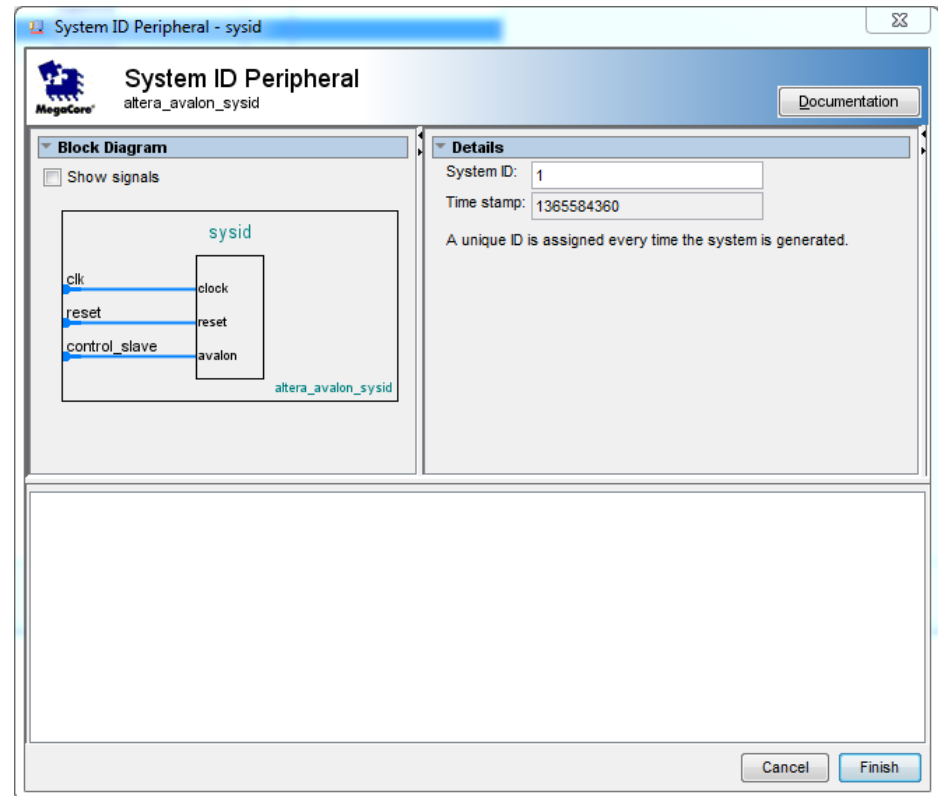 System ID Peripheral - sysid
System ID Peripheral
altera_avalon_sysid
MegaCore®
Documentation
Block Diagram
Show signals
sysid
clk
clock
reset
reset
control_slave
avalon
altera_avalon_sysid
Details
System ID: 1
Time stamp: 1365584360
A unique ID is assigned every time the system is generated.
Cancel
Finish